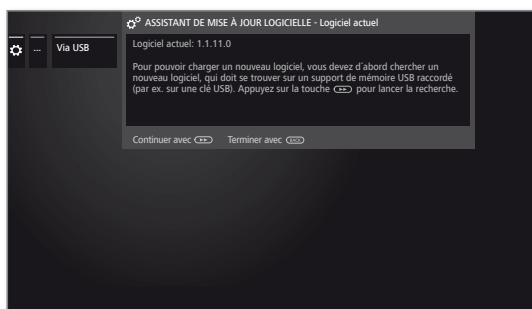 ASSISTANT DE MISE À JOUR LOGICIELLE - Logiciel actuel
... Via USB
Logiciel actuel: 1.1.11.0
Pour pouvoir charger un nouveau logiciel, vous devez d´abord chercher un
nouveau logiciel, qui doit se trouver sur un support de mémoire USB raccordé
(par ex. sur une clé USB). Appuyez sur la touche pour lancer la recherche.
Continuer avec Terminer avec BACK